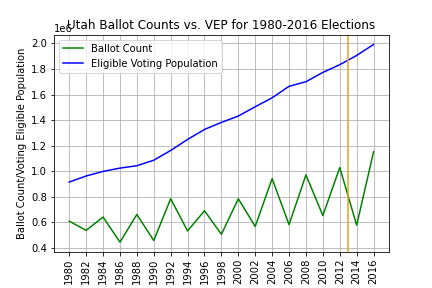 Utah Ballot Counts vs. VEP for 1980-2016 Elections
1e6
Ballot Count
Eligible Voting Population
Ballot Count/Voting Eligible Population
2.0
1.8
1.6
1.4
1.2
1.0
0.8
0.6
0.4
1980 1982 1984 1986 1988 1990 1992 1994 1996 1998 2000 2002 2004 2006 2008 2010 2012 2014 2016